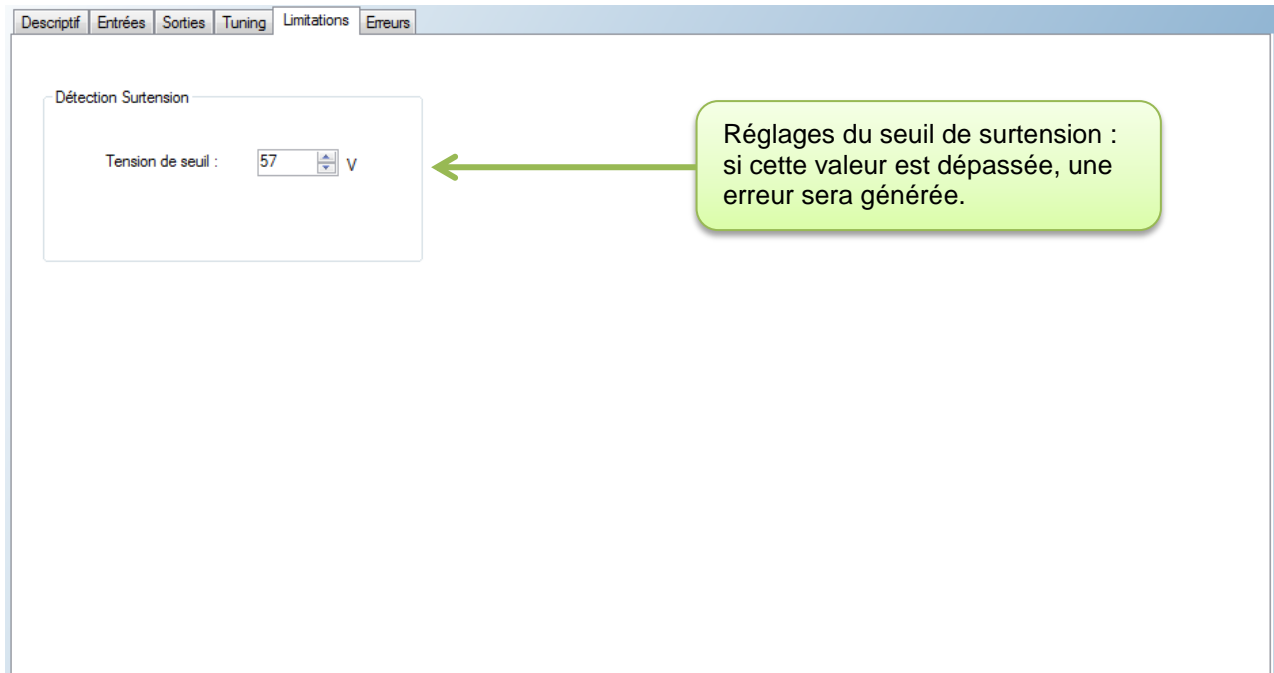 Descriptif Entrées Sorties Tuning Limitations Erreurs
Détection Surtension
Tension de seuil : 57 V
Réglages du seuil de surtension :
si cette valeur est dépassée, une
erreur sera générée.